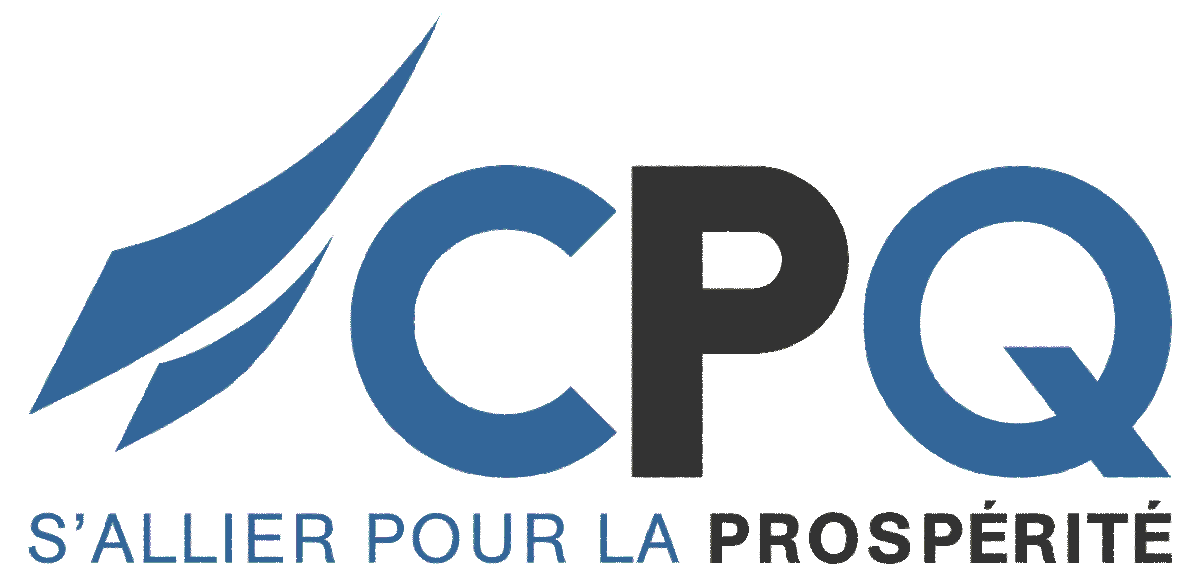 CPQ
S'ALLIER POUR LA PROSPÉRITÉ